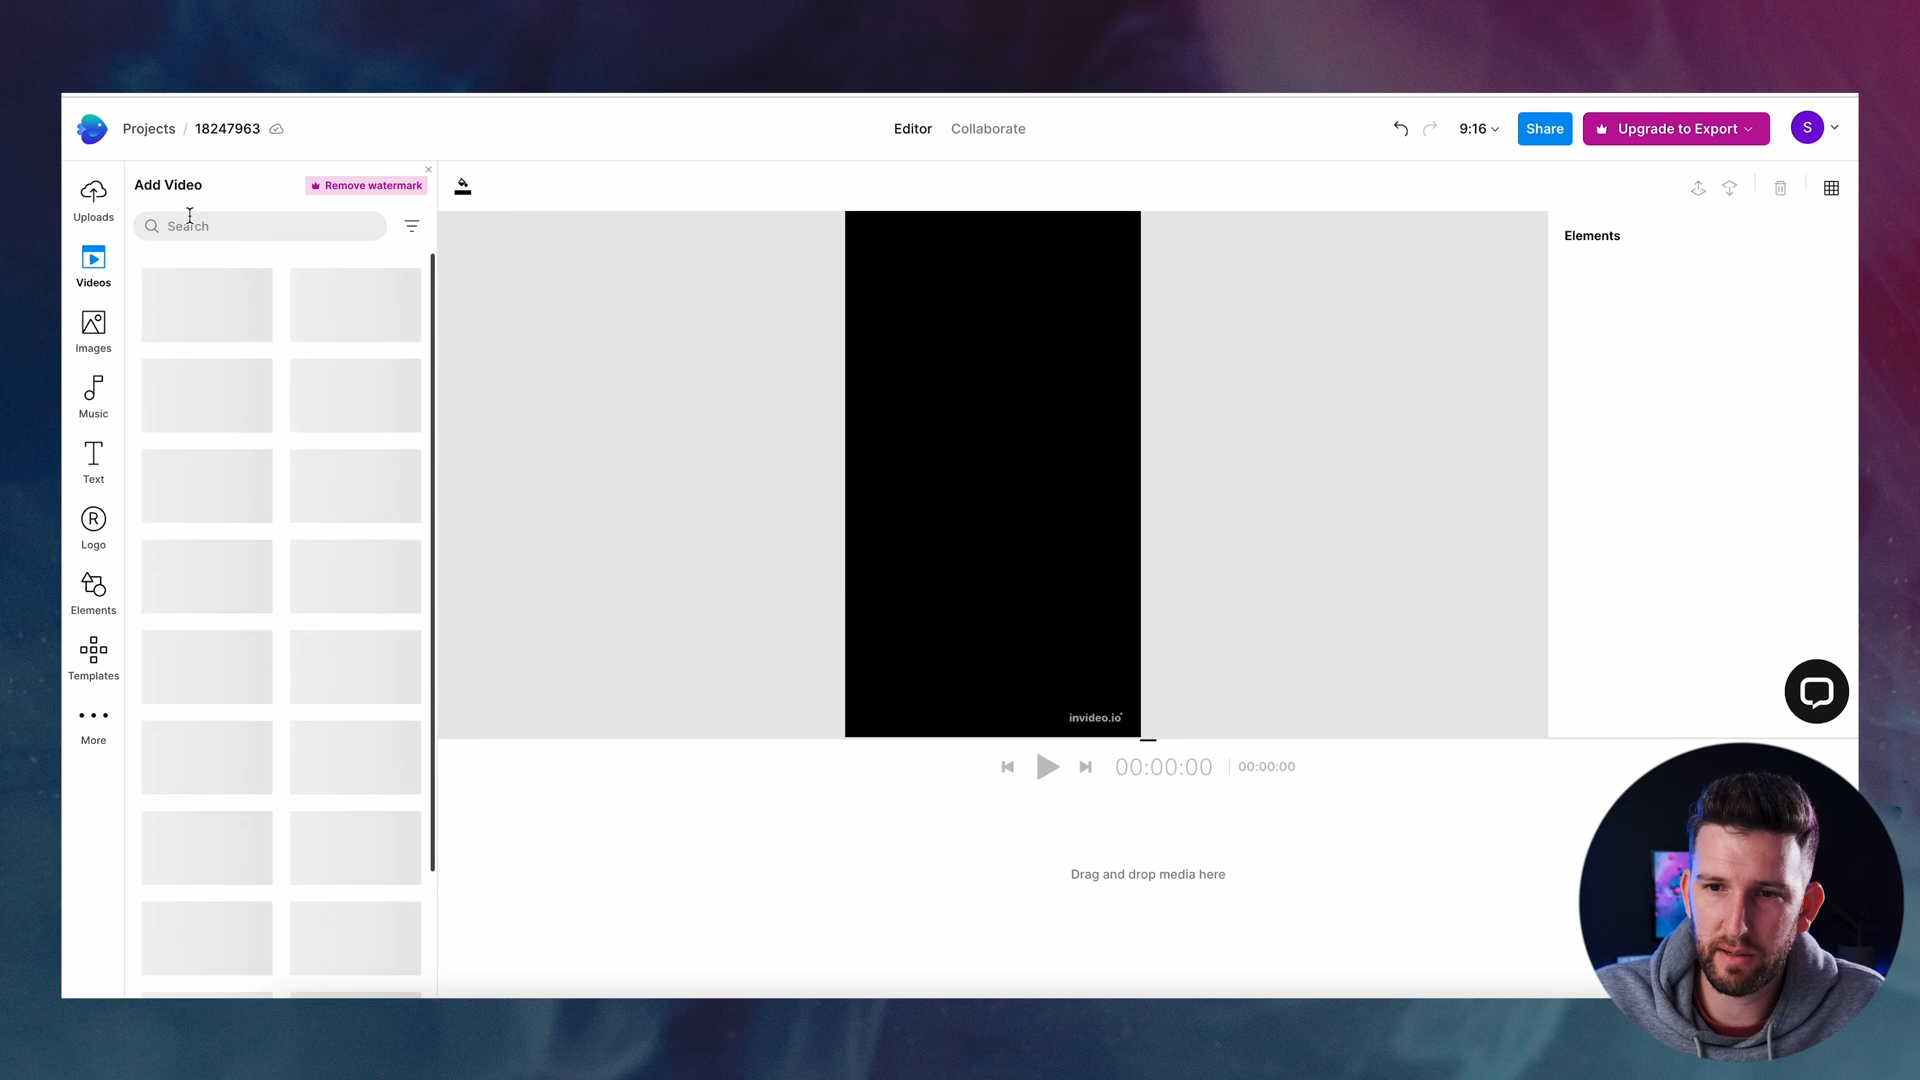 Projects / 18247963
Editor
Collaborate
9:16
Share
Upgrade to Export
S
Uploads
Videos
Images
Music
Text
R
Logo
Elements
Templates
More
Add Video
Remove watermark
Search
Elements
invideo.io
00:00:00
00:00:00
Drag and drop media here